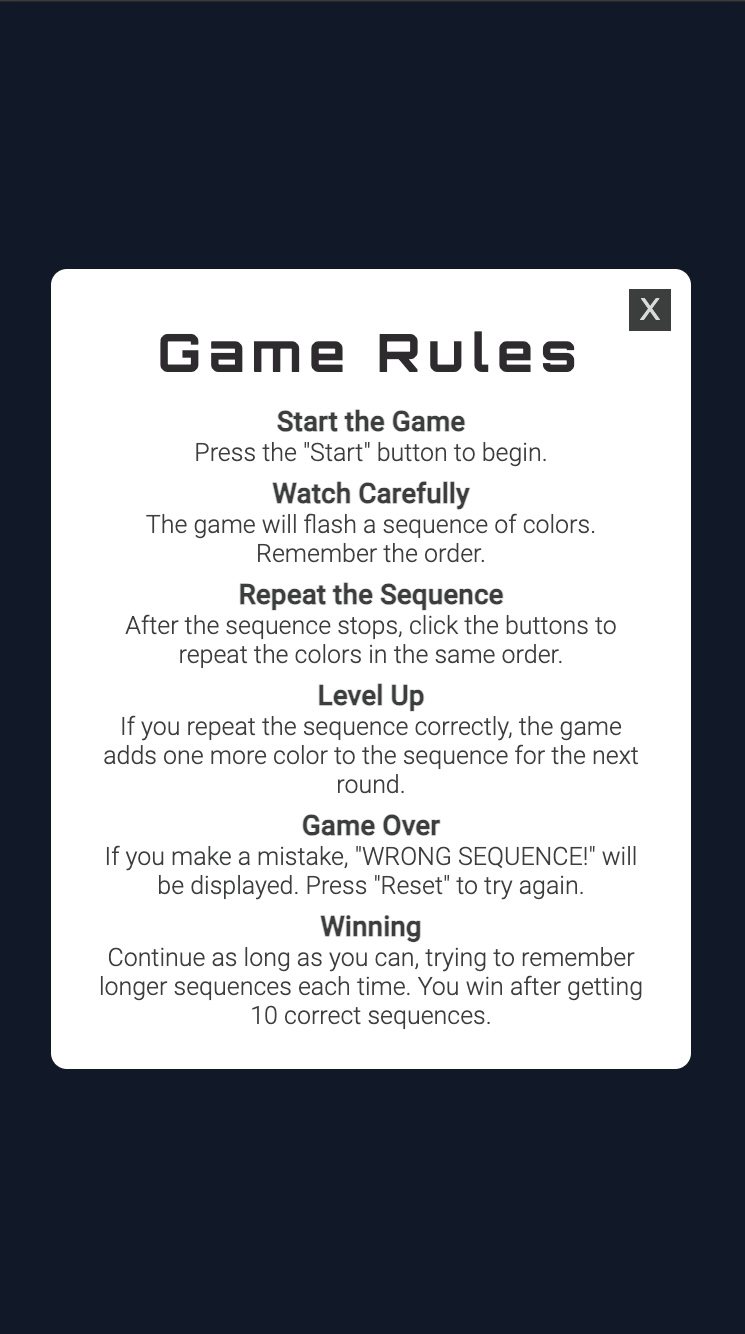 X
Game Rules
Start the Game
Press the "Start" button to begin.
Watch Carefully
The game will flash a sequence of colors.
Remember the order.
Repeat the Sequence
After the sequence stops, click the buttons to
repeat the colors in the same order.
Level Up
If you repeat the sequence correctly, the game
adds one more color to the sequence for the next
round.
Game Over
If you make a mistake, "WRONG SEQUENCE!" will
be displayed. Press "Reset" to try again.
Winning
Continue as long as you can, trying to remember
longer sequences each time. You win after getting
10 correct sequences.